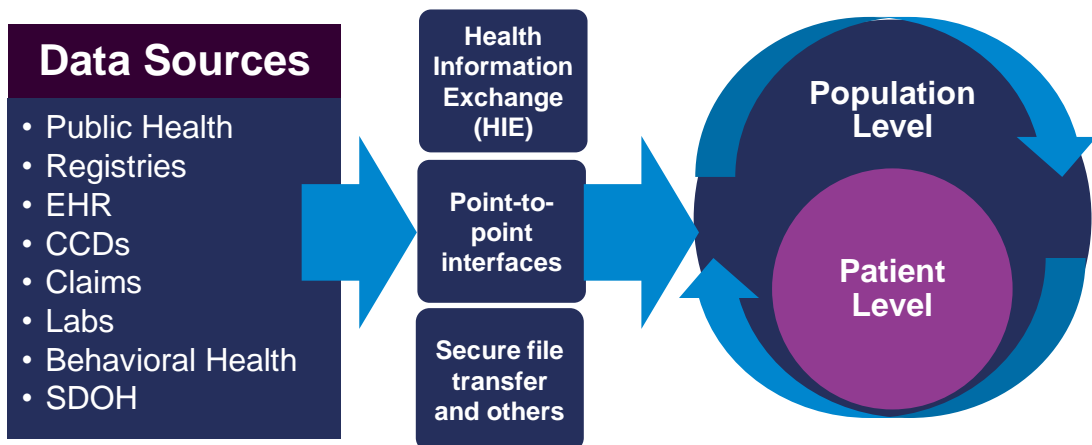 Data Sources
• Public Health
• Registries
• EHR
• CCDs
• Claims
• Labs
• Behavioral Health
• SDOH
Health
Information
Exchange
(HIE)
Point-to-
point
interfaces
Secure file
transfer
and others
Population
Level
Patient
Level